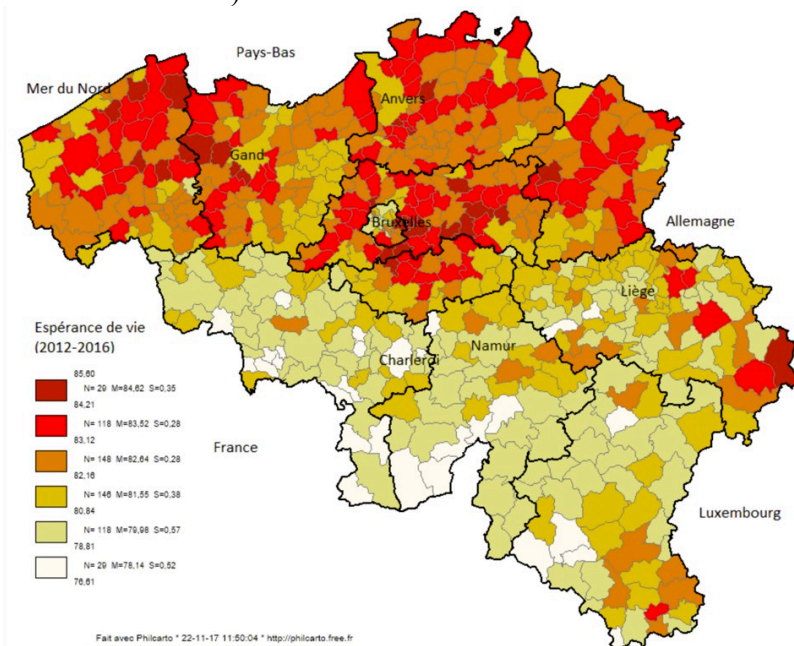 Pays-Bas
Mer du Nord
Anvers
Gand
Bruxelles
Allemagne
Liège
Espérance de vie
(2012-2016)
Namur
Charleroi
85,60
N= 29 M=84,62 S=0,35
84,21
N= 118 M=83,52 S=0,28
83,12
N= 148 M=82,64 S=0,28
82,16
France
N= 146 M=81,55 S=0,38
80,84
Luxembourg
N= 118 M=79,98 S=0,57
78,81
N= 29 M=78,14 S=0,52
76,61
Fait avec Philcarto * 22-11-17 11:50:04 * http://philcarto.free.fr